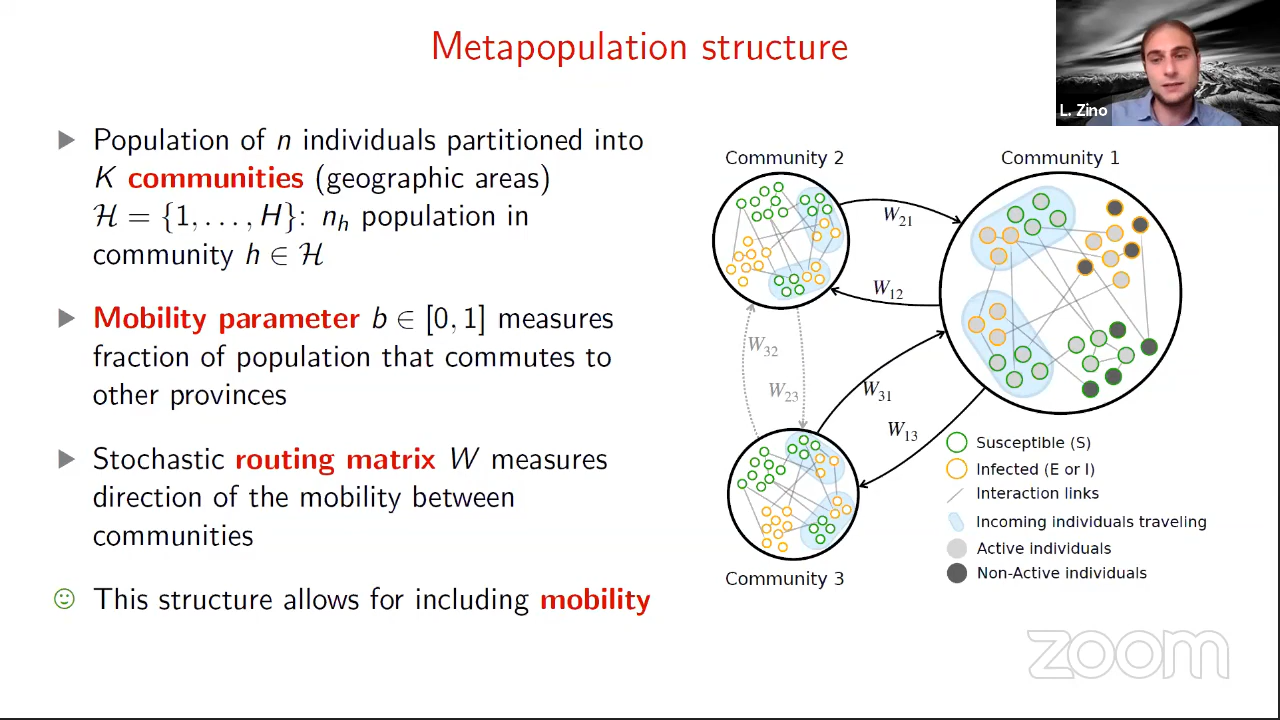 Metapopulation structure
L. Zino
Population of n individuals partitioned into
K communities (geographic areas)
ℋ = {1, . . . , H}: nₕ population in
community h ∈ ℋ
Mobility parameter b ∈ [0, 1] measures
fraction of population that commutes to
other provinces
Stochastic routing matrix W measures
direction of the mobility between
communities
This structure allows for including mobility
Community 2
Community 1
W₂₁
W₁₂
W₃₂
W₂₃
W₃₁
W₁₃
Community 3
Susceptible (S)
Infected (E or I)
Interaction links
Incoming individuals traveling
Active individuals
Non-Active individuals
zoom